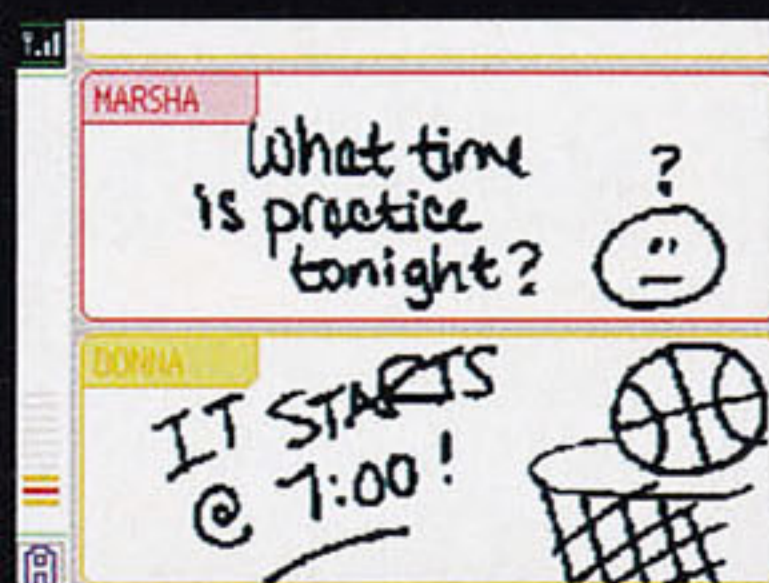 MARSHA
What time
?
is practice
tonight?
DONNA
IT STARTS
@ 7:00!
A